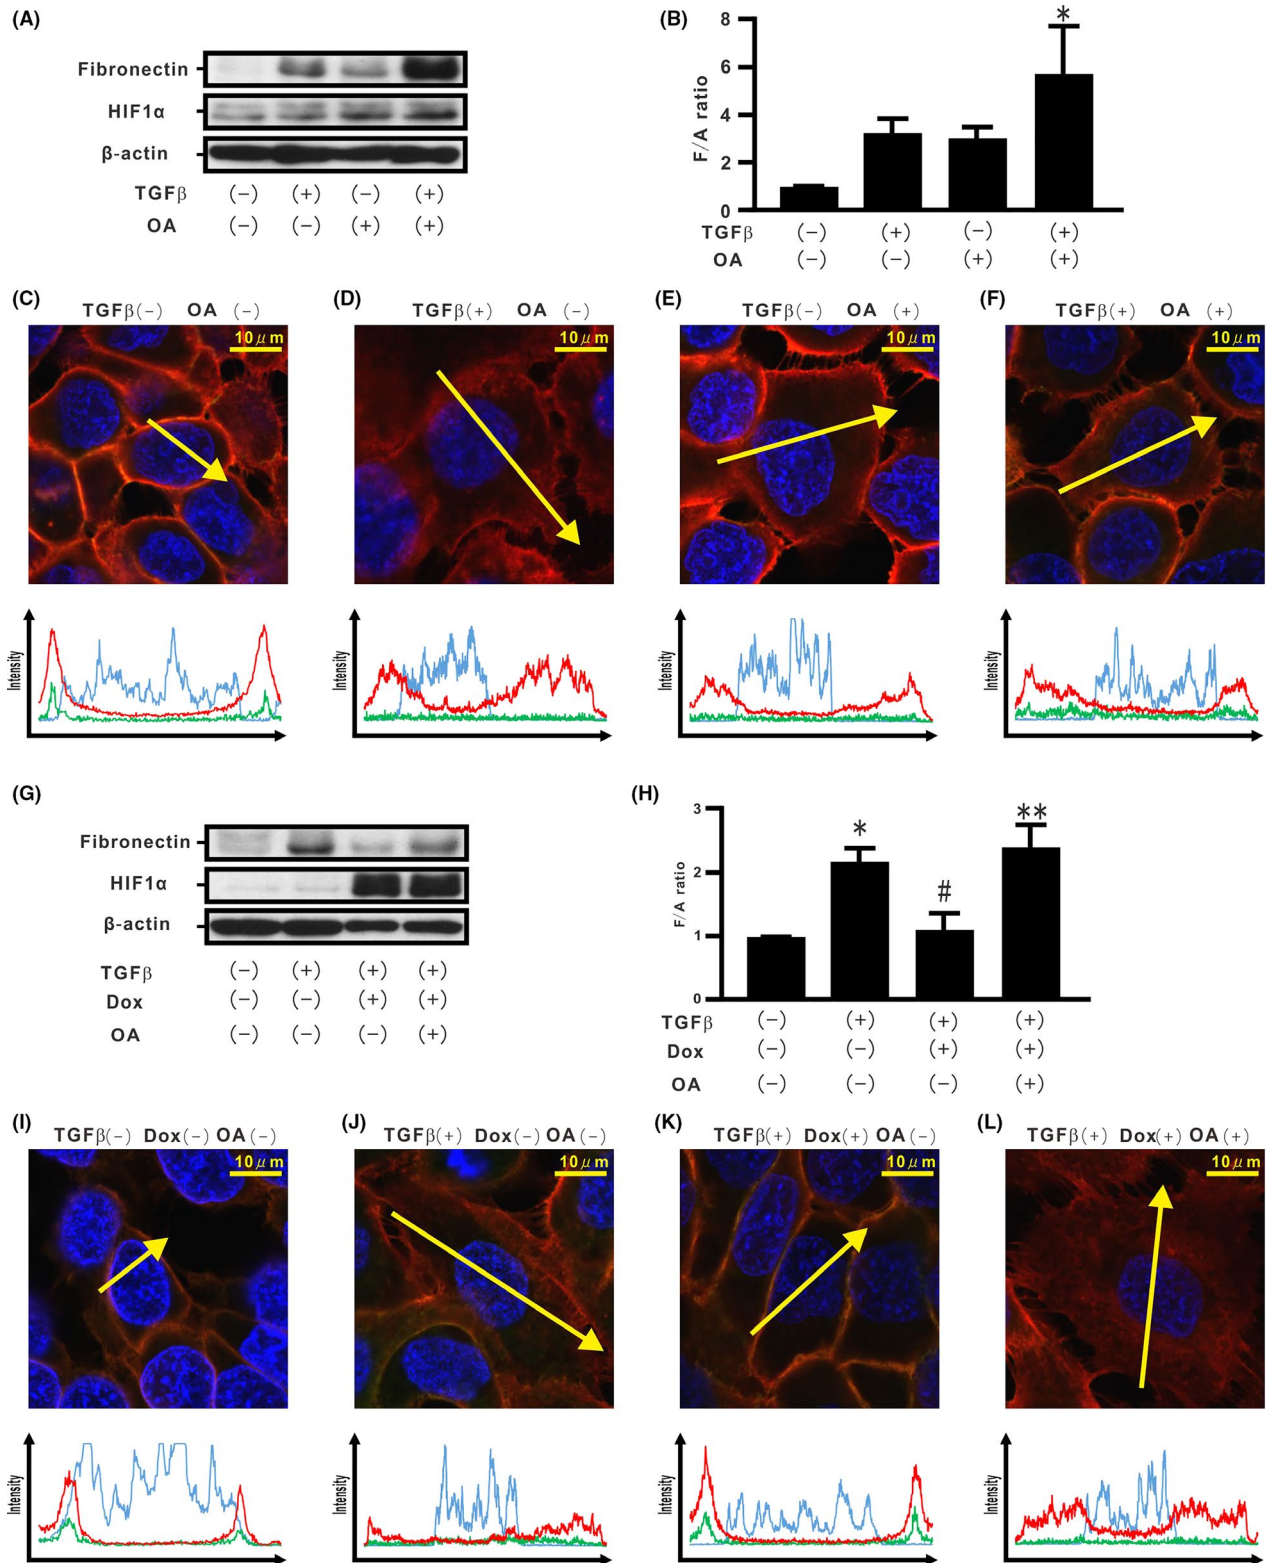 (A)
Fibronectin
HIF1α
β-actin
TGFβ (−) (+) (−) (+)
OA (−) (−) (+) (+)
(B)
*
8
6
4
2
0
F/A ratio
TGFβ (−) (+) (−) (+)
OA (−) (−) (+) (+)
(C)
TGFβ(−) OA (−)
10μm
Intensity
(D)
TGFβ(+) OA (−)
10μm
Intensity
(E)
TGFβ(−) OA (+)
10μm
Intensity
(F)
TGFβ(+) OA (+)
10μm
Intensity
(G)
Fibronectin
HIF1α
β-actin
TGFβ (−) (+) (+) (+)
Dox (−) (−) (+) (+)
OA (−) (−) (−) (+)
(H)
* # **
3
2
1
0
F/A ratio
TGFβ (−) (+) (+) (+)
Dox (−) (−) (+) (+)
OA (−) (−) (−) (+)
(I)
TGFβ(−) Dox(−) OA(−)
10μm
Intensity
(J)
TGFβ(+) Dox(−) OA(−)
10μm
Intensity
(K)
TGFβ(+) Dox(+) OA(−)
10μm
Intensity
(L)
TGFβ(+) Dox(+) OA(+)
10μm
Intensity